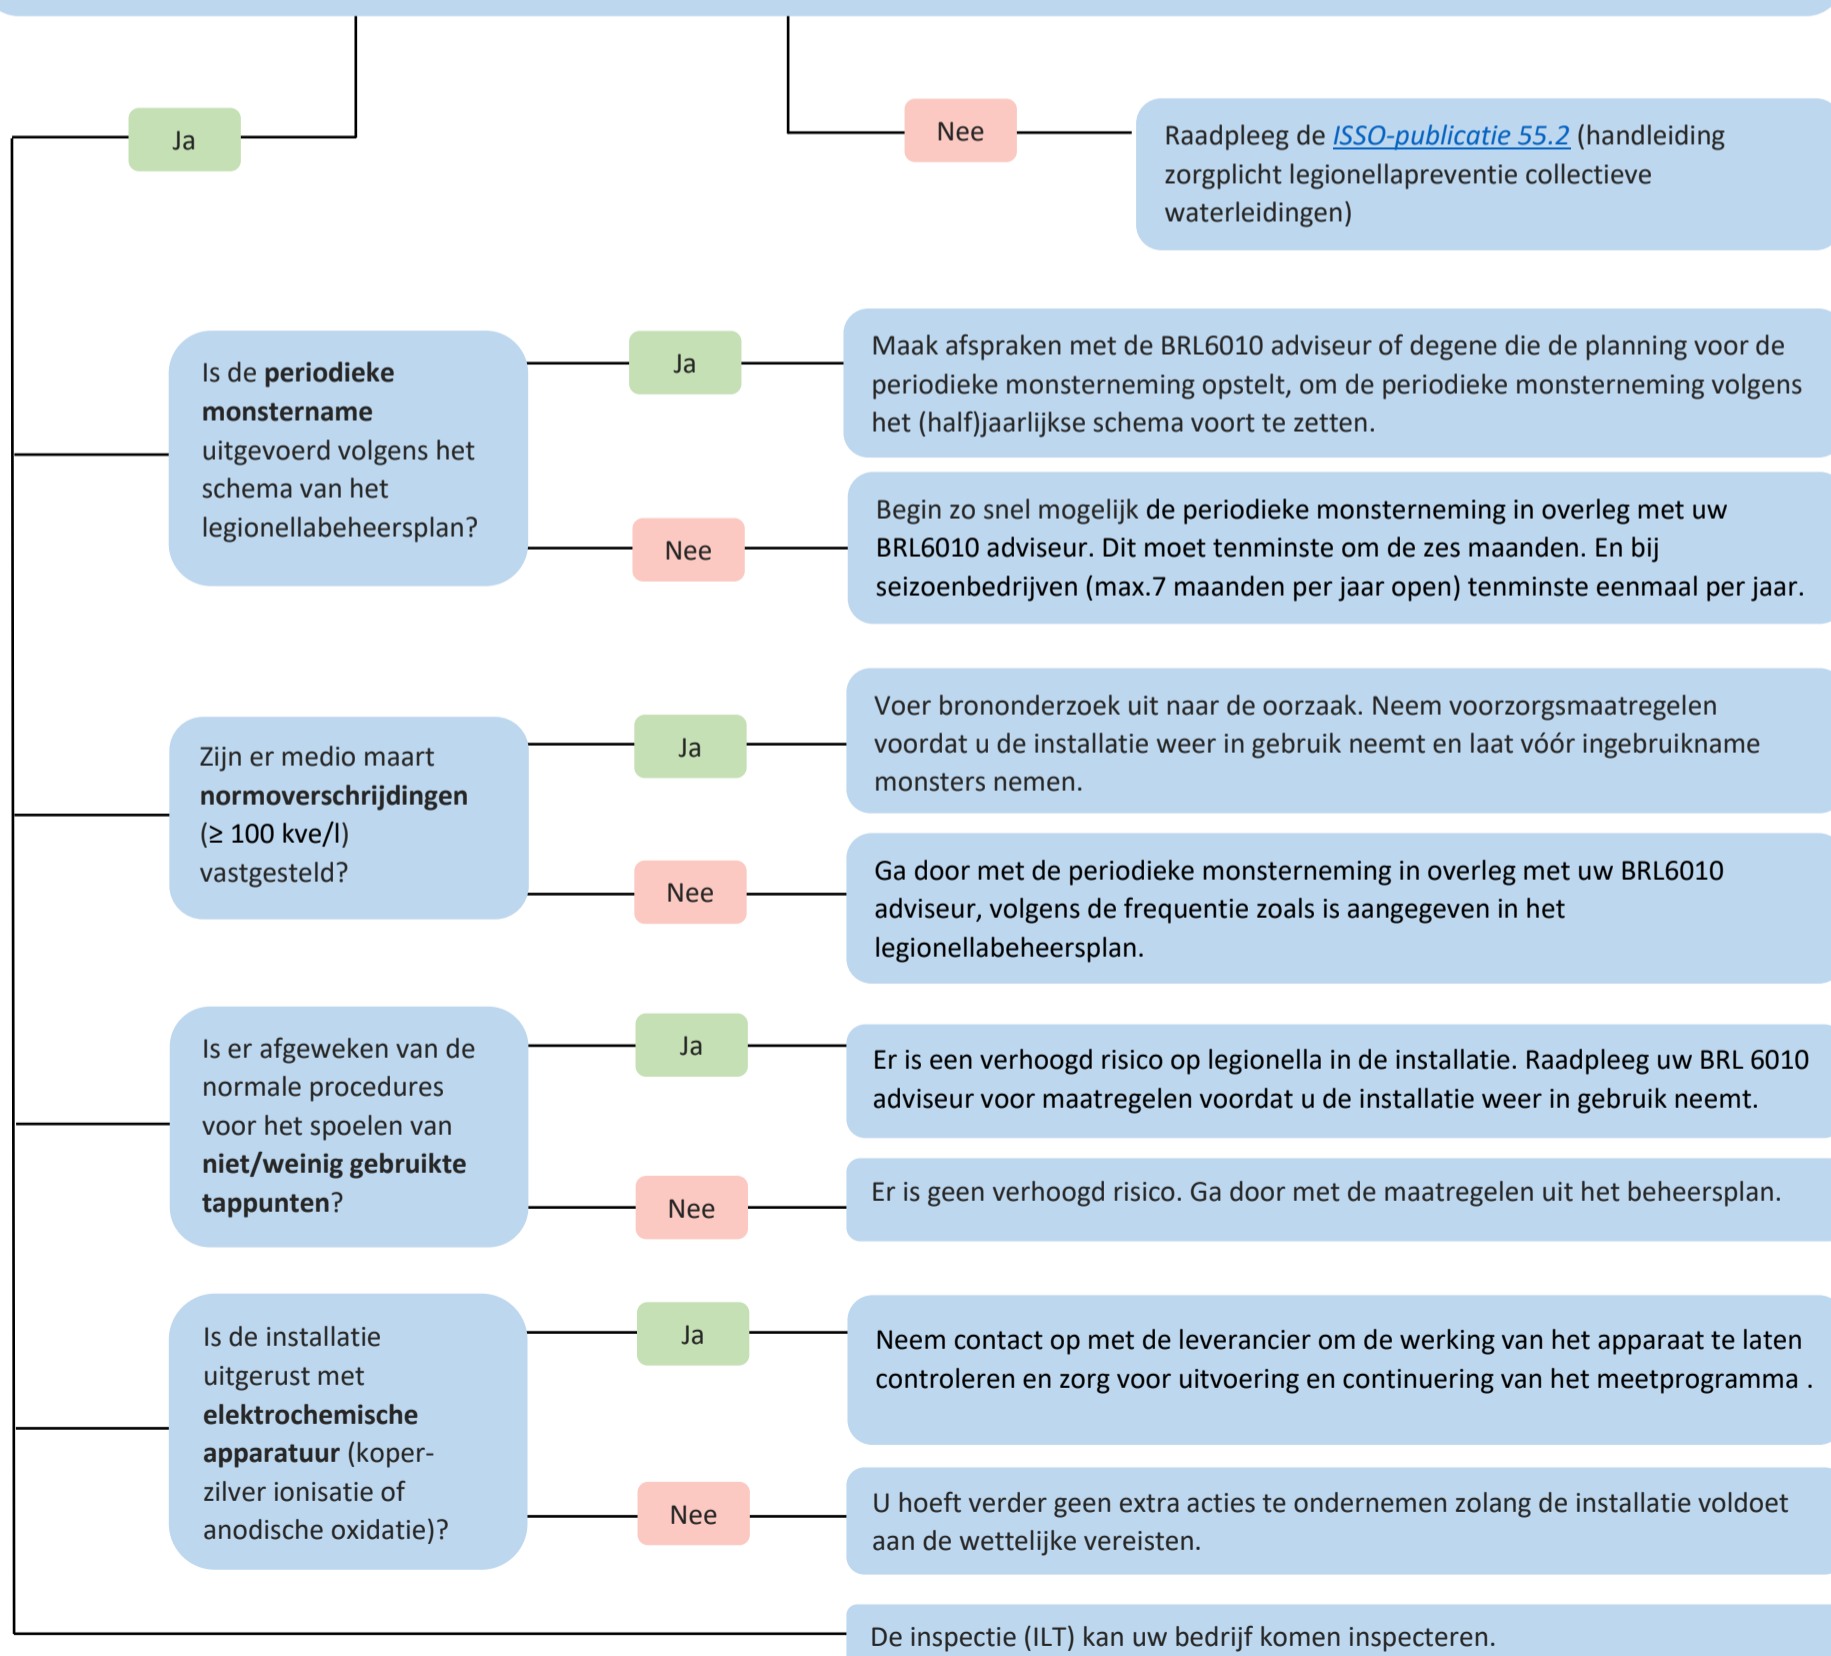 Ja
Nee
Raadpleeg de ISSO-publicatie 55.2 (handleiding
zorgplicht legionellapreventie collectieve
waterleidingen)
Is de periodieke
monstername
uitgevoerd volgens het
schema van het
legionellabeheersplan?
Ja
Maak afspraken met de BRL6010 adviseur of degene die de planning voor de
periodieke monsterneming opstelt, om de periodieke monsterneming volgens
het (half)jaarlijkse schema voort te zetten.
Nee
Begin zo snel mogelijk de periodieke monsterneming in overleg met uw
BRL6010 adviseur. Dit moet tenminste om de zes maanden. En bij
seizoenbedrijven (max.7 maanden per jaar open) tenminste eenmaal per jaar.
Zijn er medio maart
normoverschrijdingen
(≥ 100 kve/l)
vastgesteld?
Ja
Voer brononderzoek uit naar de oorzaak. Neem voorzorgsmaatregelen
voordat u de installatie weer in gebruik neemt en laat vóór ingebruikname
monsters nemen.
Nee
Ga door met de periodieke monsterneming in overleg met uw BRL6010
adviseur, volgens de frequentie zoals is aangegeven in het
legionellabeheersplan.
Is er afgeweken van de
normale procedures
voor het spoelen van
niet/weinig gebruikte
tappunten?
Ja
Er is een verhoogd risico op legionella in de installatie. Raadpleeg uw BRL 6010
adviseur voor maatregelen voordat u de installatie weer in gebruik neemt.
Nee
Er is geen verhoogd risico. Ga door met de maatregelen uit het beheersplan.
Is de installatie
uitgerust met
elektrochemische
apparatuur (koper-
zilver ionisatie of
anodische oxidatie)?
Ja
Neem contact op met de leverancier om de werking van het apparaat te laten
controleren en zorg voor uitvoering en continuering van het meetprogramma .
Nee
U hoeft verder geen extra acties te ondernemen zolang de installatie voldoet
aan de wettelijke vereisten.
De inspectie (ILT) kan uw bedrijf komen inspecteren.